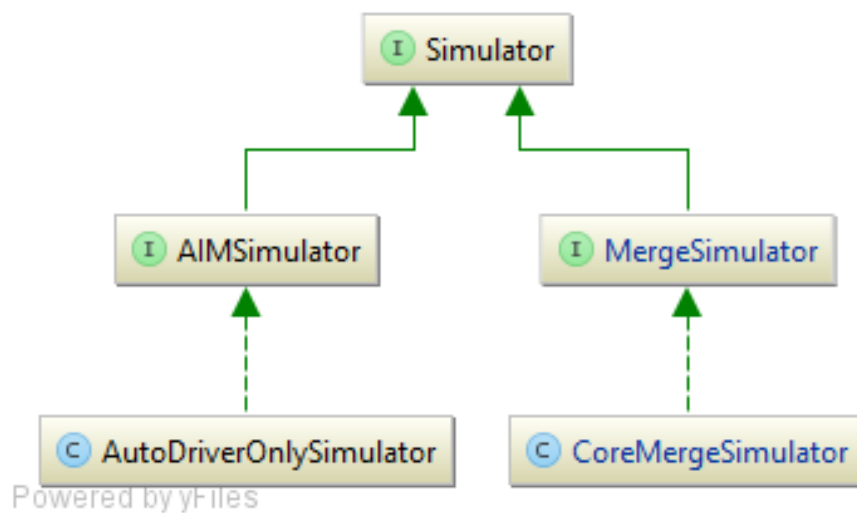 I Simulator
I AIMSimulator
I MergeSimulator
C AutoDriverOnlySimulator
C CoreMergeSimulator
Powered by yFiles